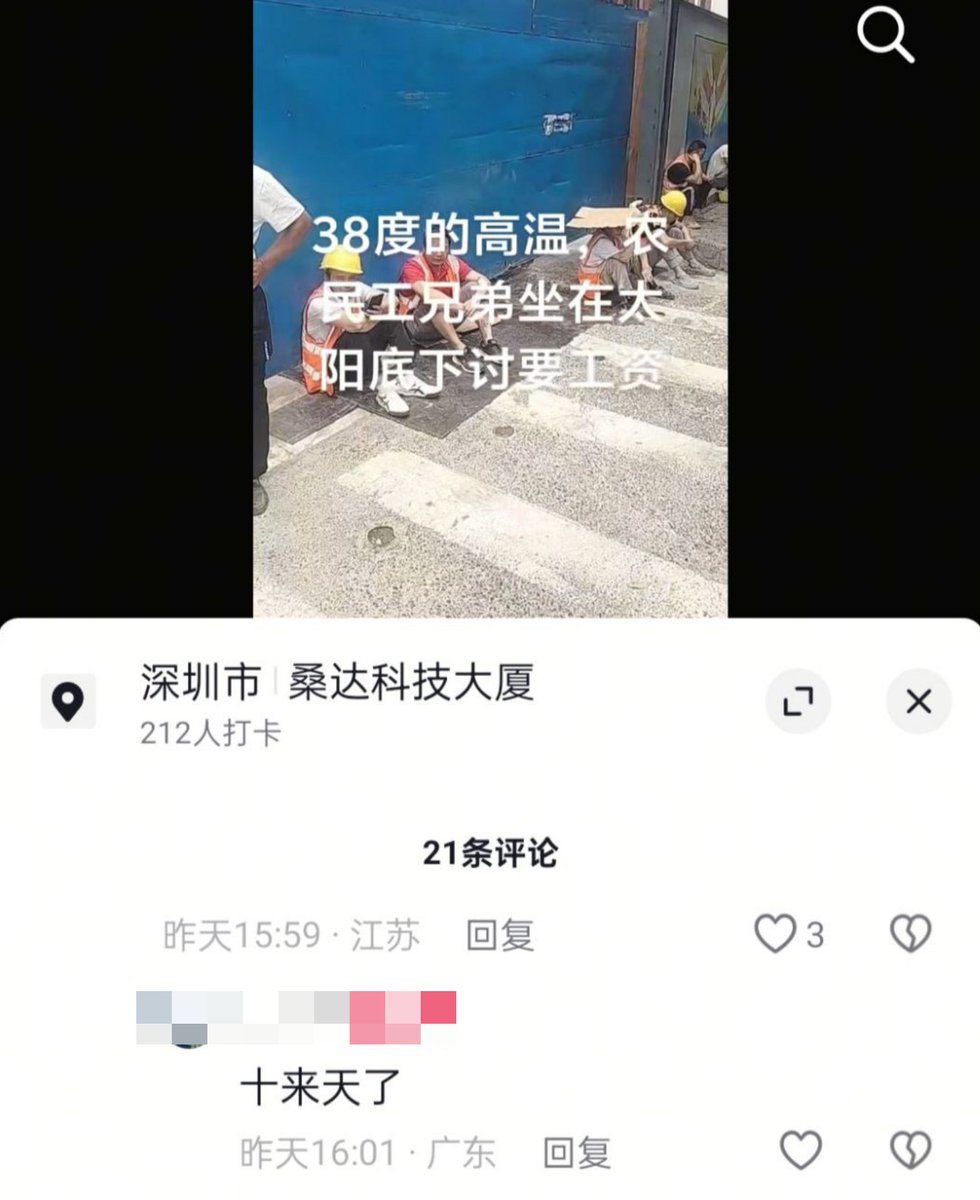 38度的高温，农
民工兄弟坐在太
阳底下讨要工资
深圳市 桑达科技大厦
212人打卡
21条评论
昨天15:59 · 江苏 回复 3
十来天了
昨天16:01 · 广东 回复